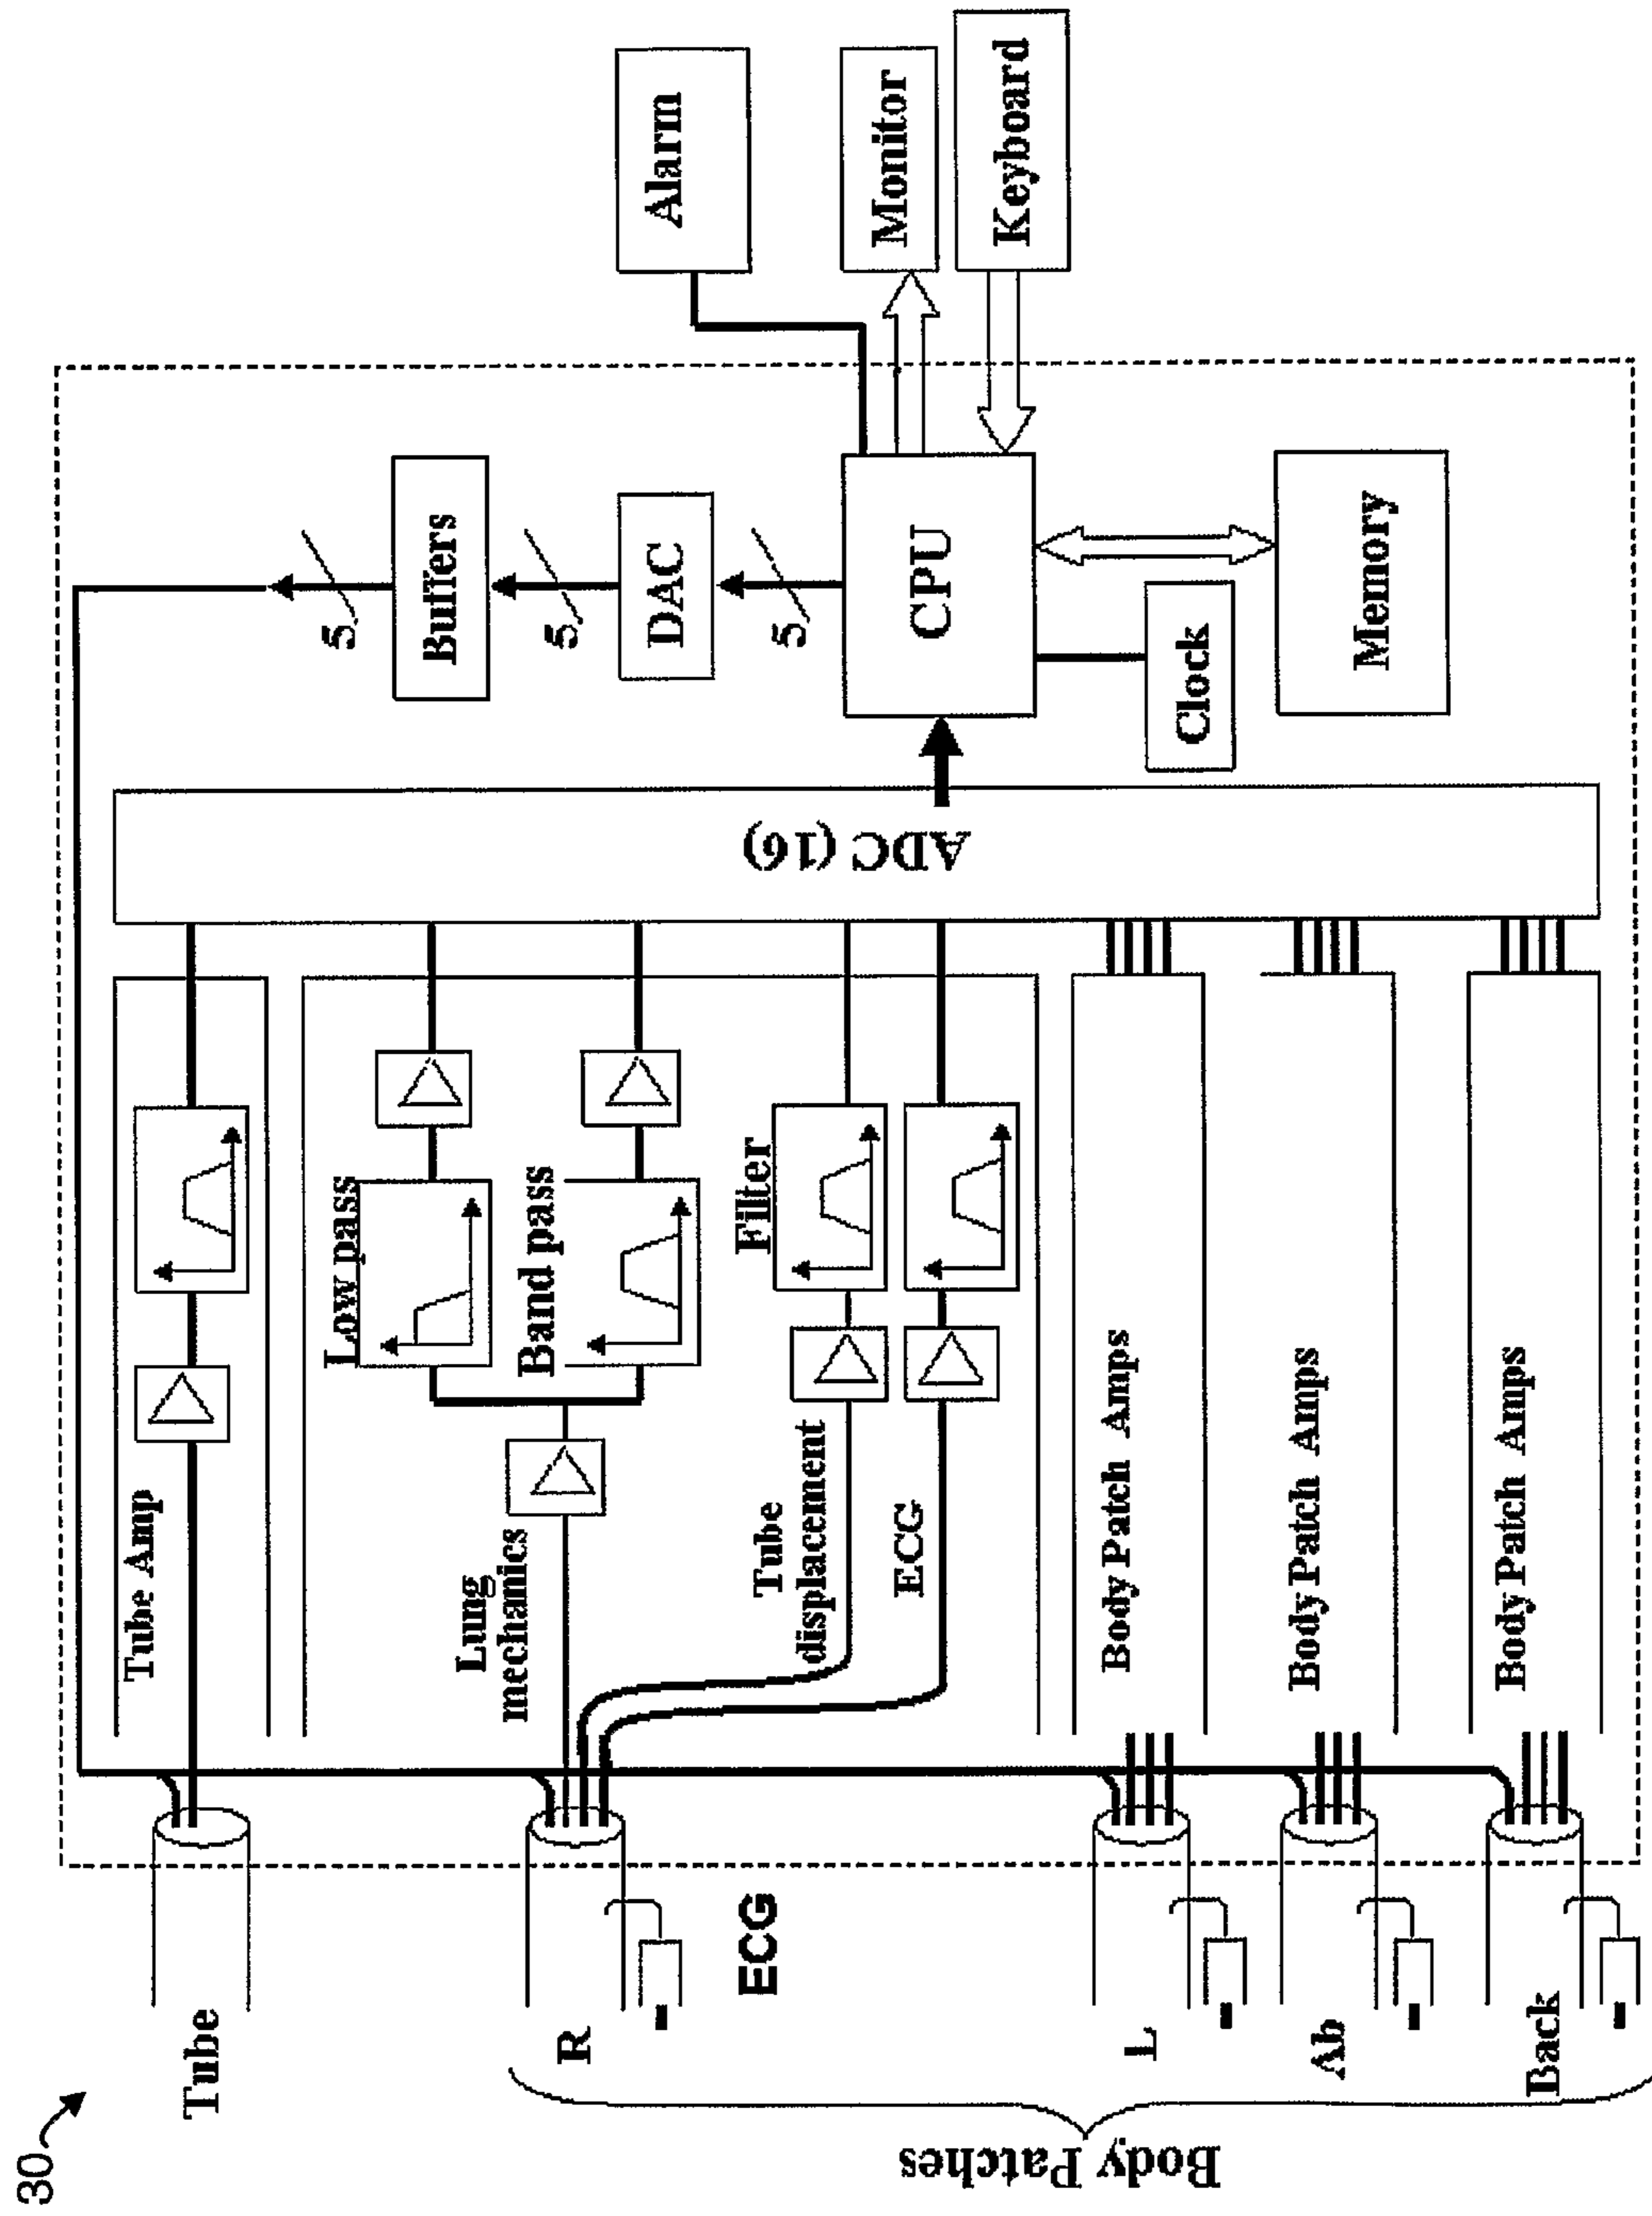 30
Tube
Tube Amp
Body Patches
R
ECG
Lung
mechanics
Low pass
Band pass
Tube
displacement
Filter
ECG
L
Body Patch Amps
Ab
Body Patch Amps
Back
Body Patch Amps
ADC (16)
5
Buffers
5
DAC
5
CPU
Clock
Memory
Alarm
Monitor
Keyboard